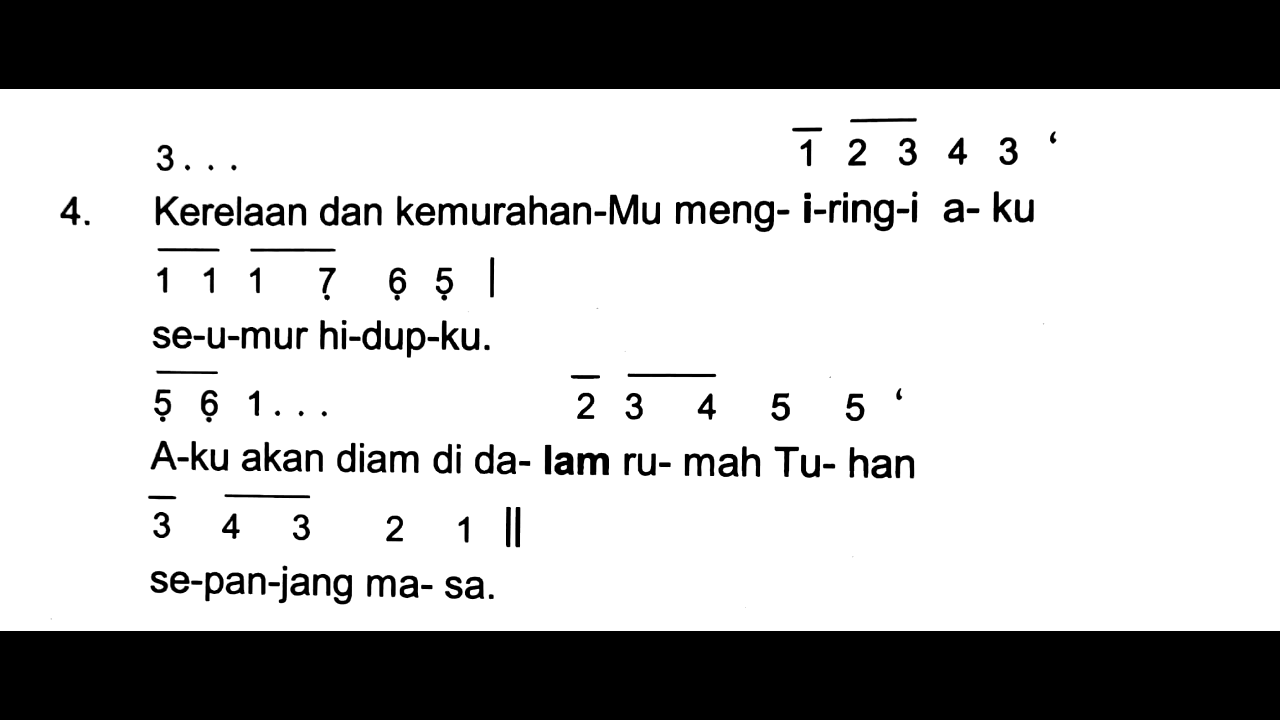 3 . . . 1 2 3 4 3 ‘
4. Kerelaan dan kemurahan-Mu meng- i-ring-i a- ku
1 1 1 7̣ 6̣ 5̣ |
se-u-mur hi-dup-ku.
5̣ 6̣ 1 . . . 2 3 4 5 5 ‘
A-ku akan diam di da- lam ru- mah Tu- han
3 4 3 2 1 ||
se-pan-jang ma- sa.